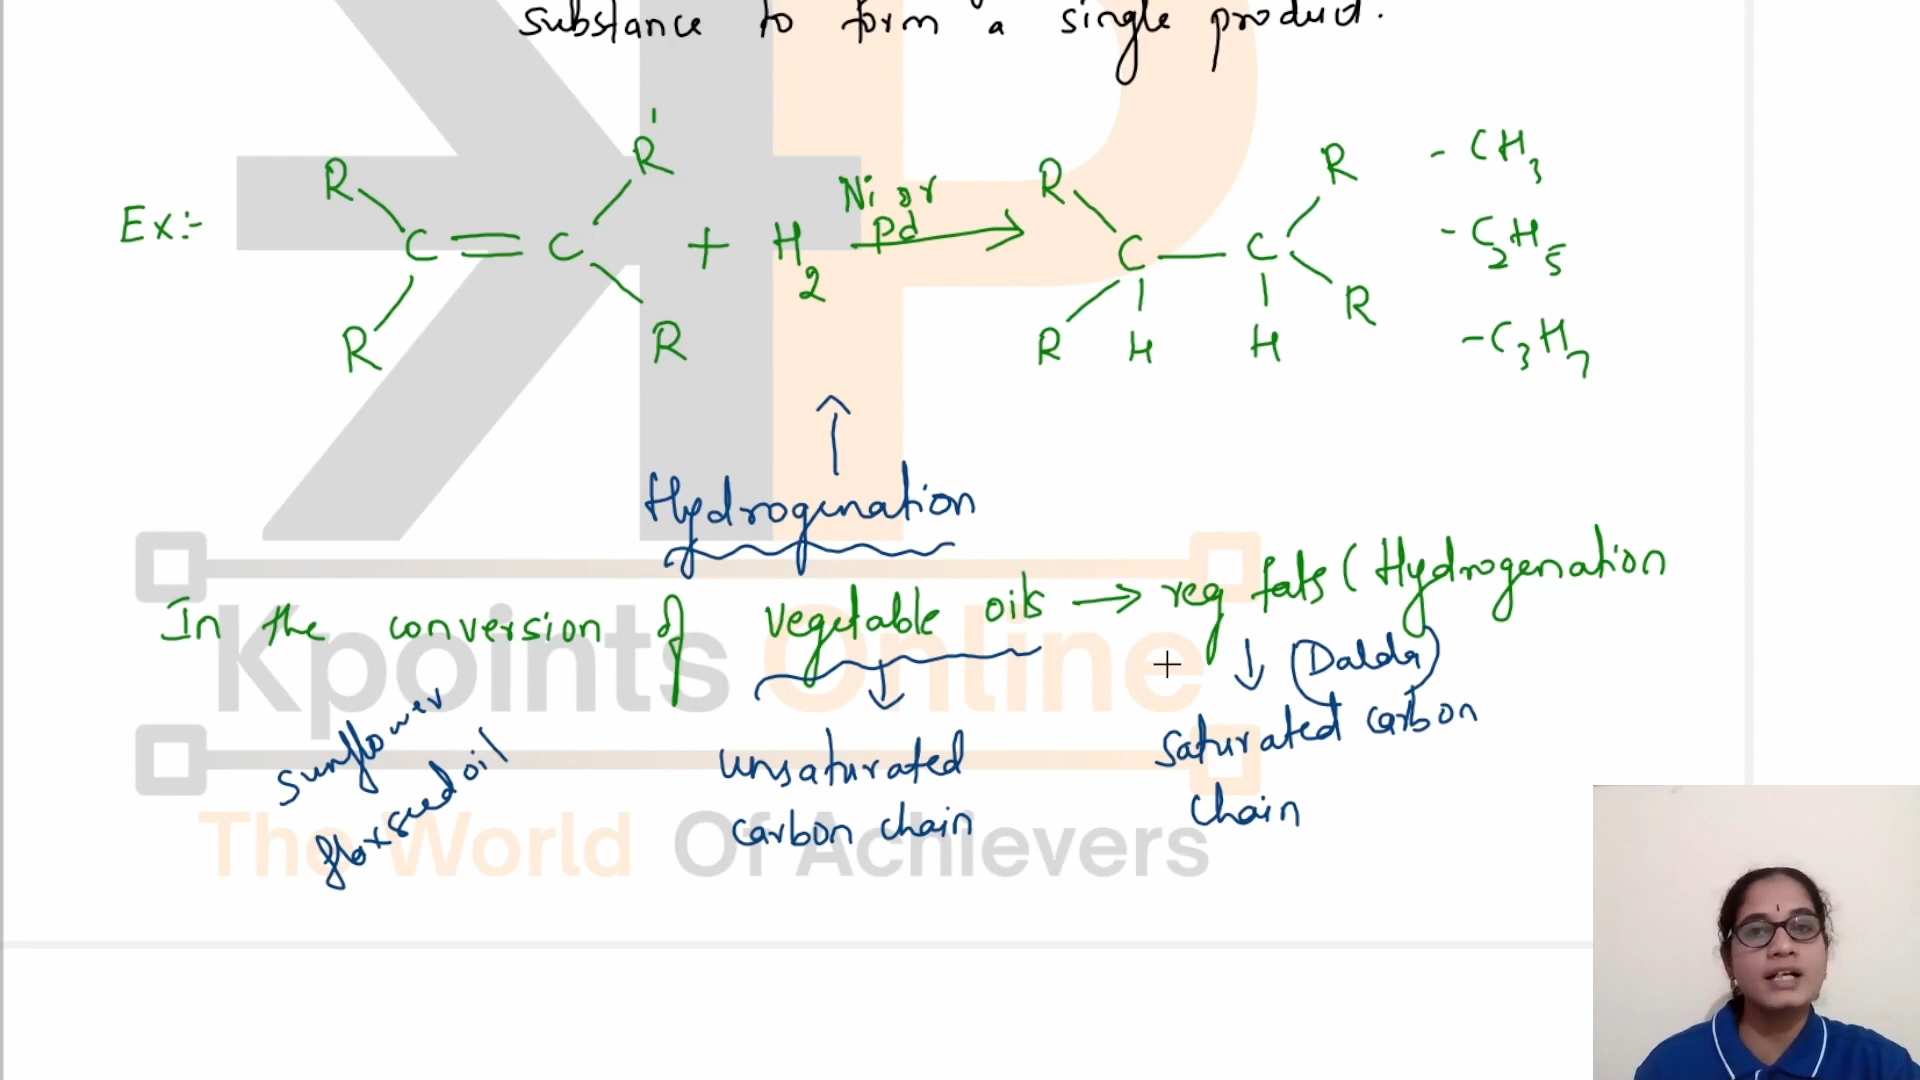 substance to form a single product.
Ex:- R R' C = C R R + H2 Ni or Pd → R R C — C R R H H
- CH3
- C2H5
- C3H7
Hydrogenation
In the conversion of vegetable oils → veg fats (Hydrogenation
(Dalda)
sunflower
flaxseed oil
unsaturated
carbon chain
saturated carbon
chain
Kpoints Online
The World Of Achievers